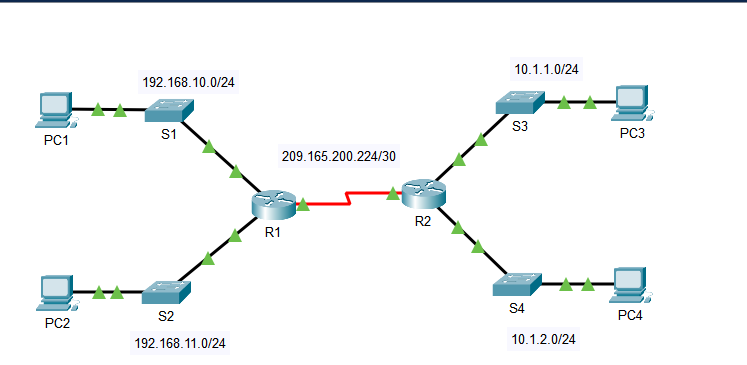 10.1.1.0/24
192.168.10.0/24
PC1
S1
S3
PC3
209.165.200.224/30
R1
R2
PC2
S2
S4
PC4
192.168.11.0/24
10.1.2.0/24